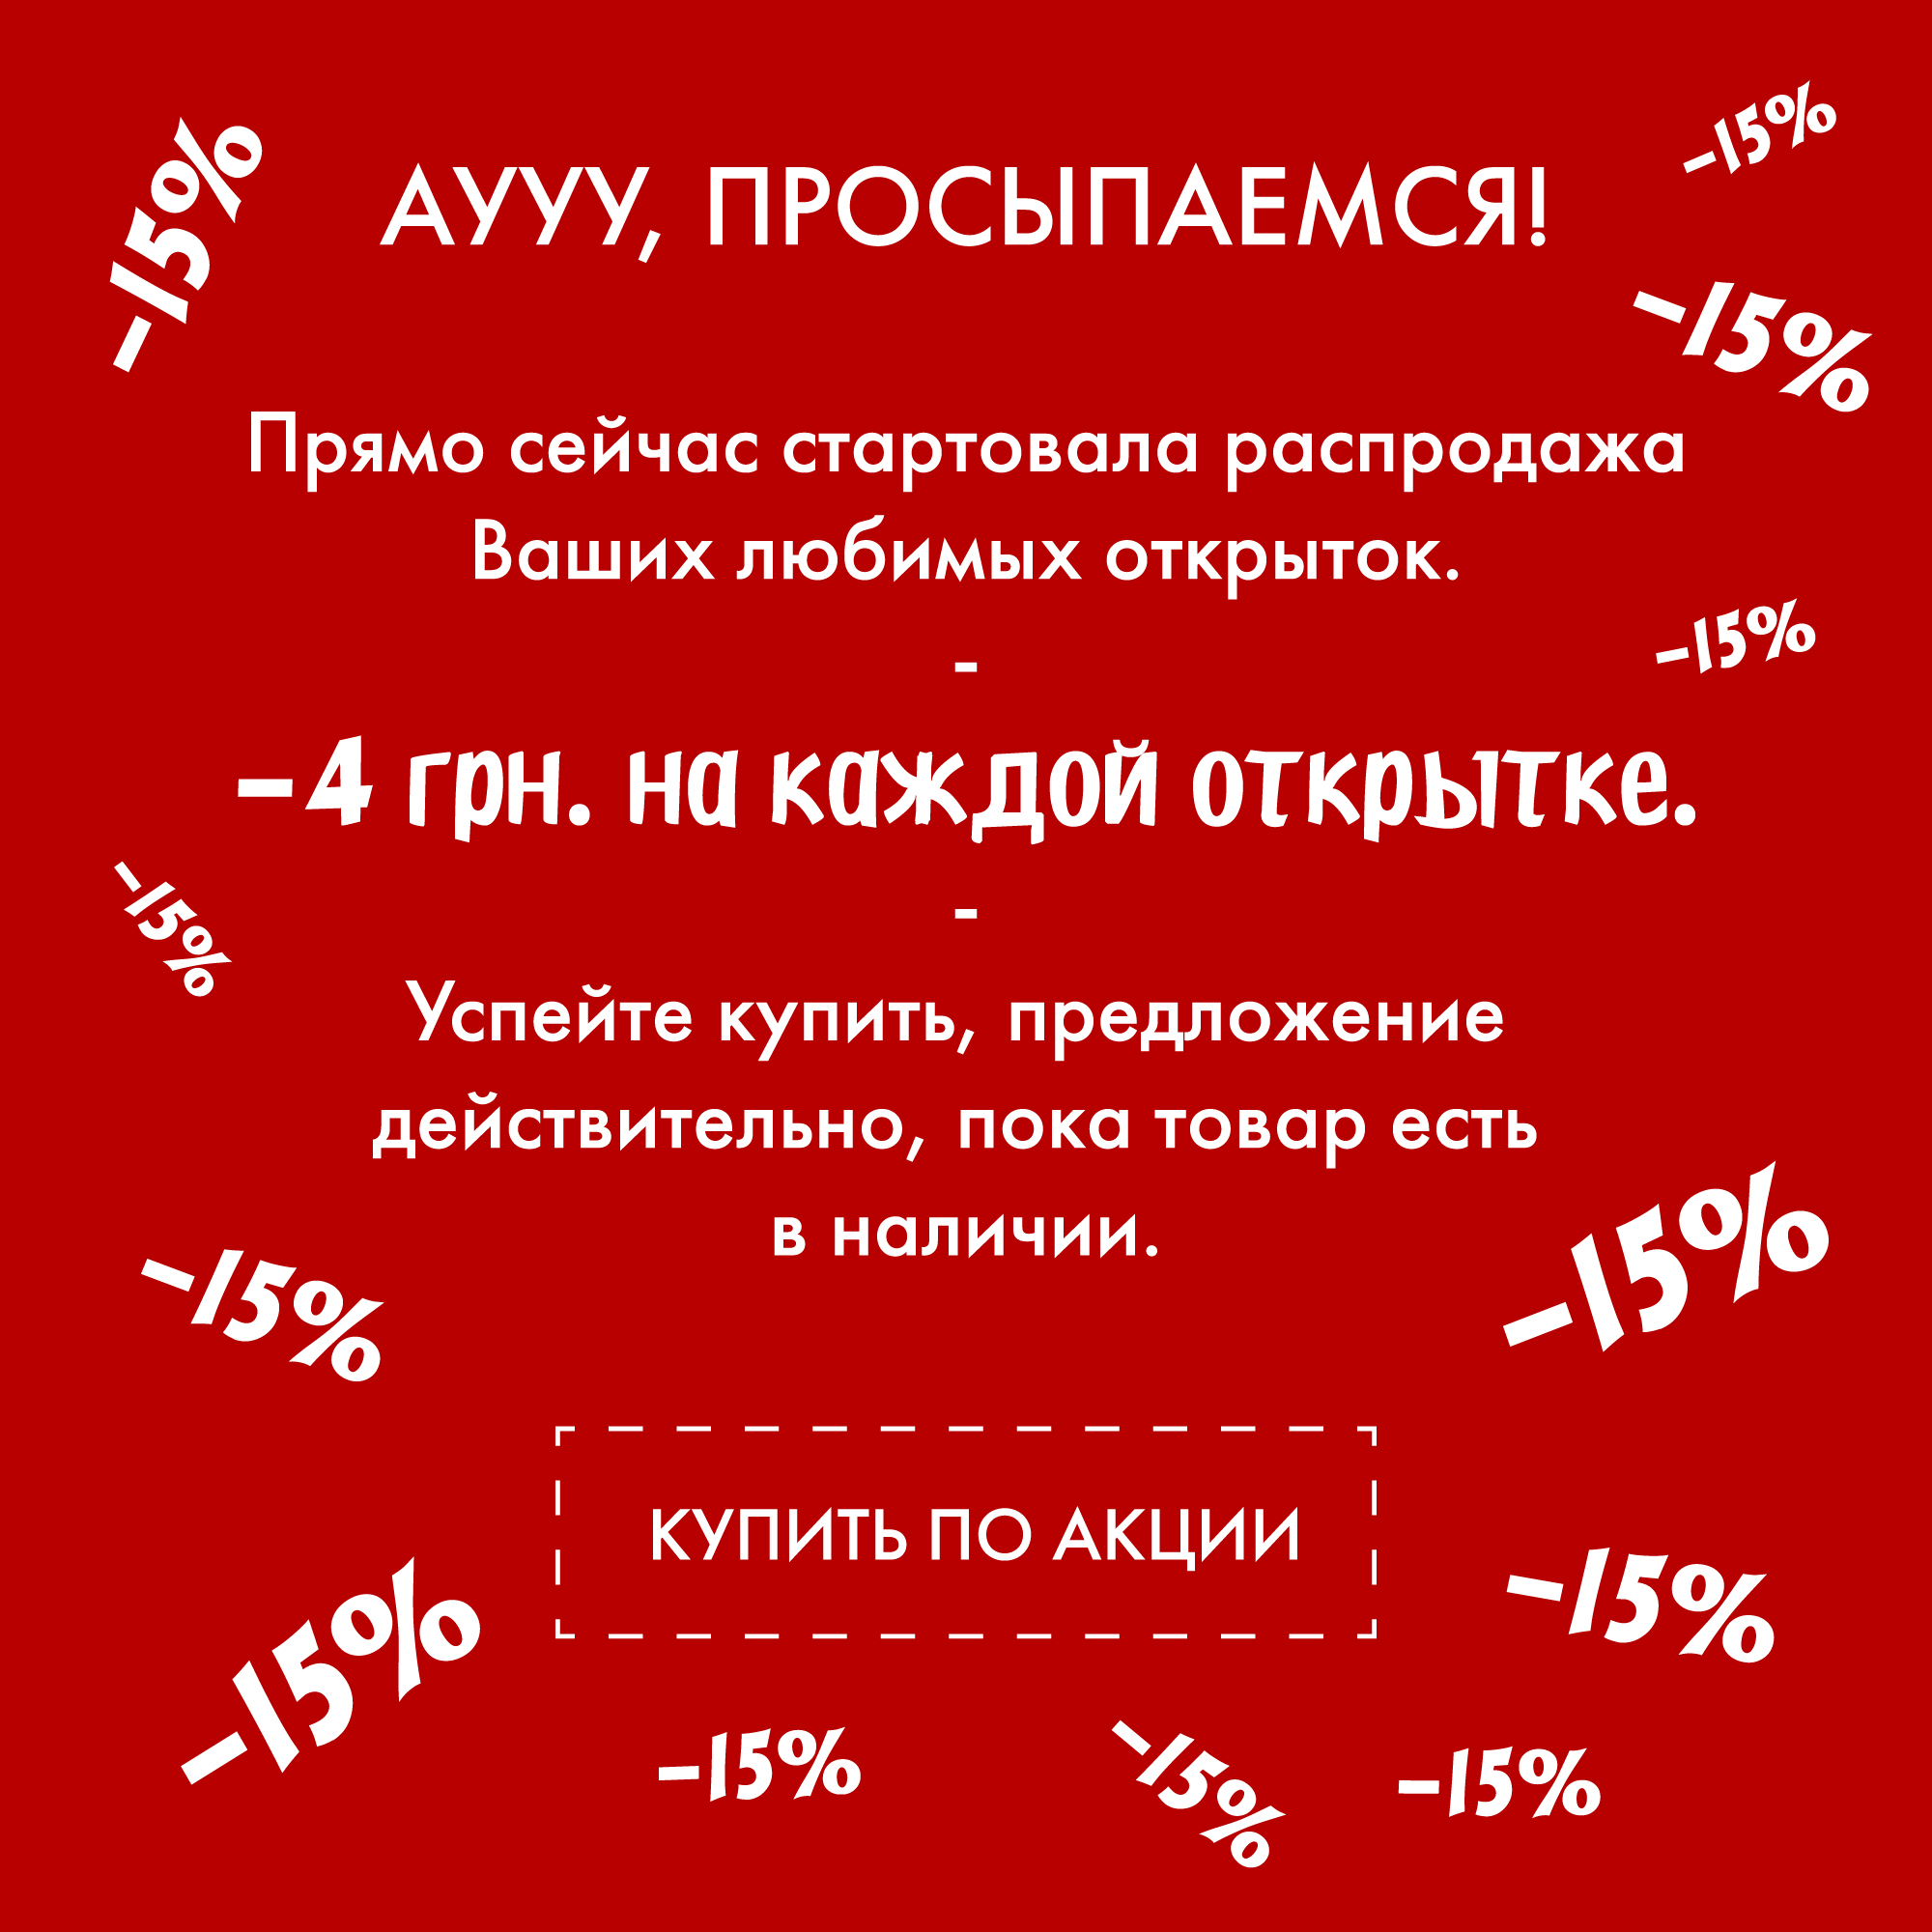 -15%
-15%
АУУУ, ПРОСЫПАЕМСЯ!
-15%
Прямо сейчас стартовала распродажа
Ваших любимых открыток.
-
-15%
-4 грн. на каждой открытке.
-
-15%
Успейте купить, предложение
действительно, пока товар есть
в наличии.
-15%
-15%
КУПИТЬ ПО АКЦИИ
-15%
-15%
-15%
-15%
-15%